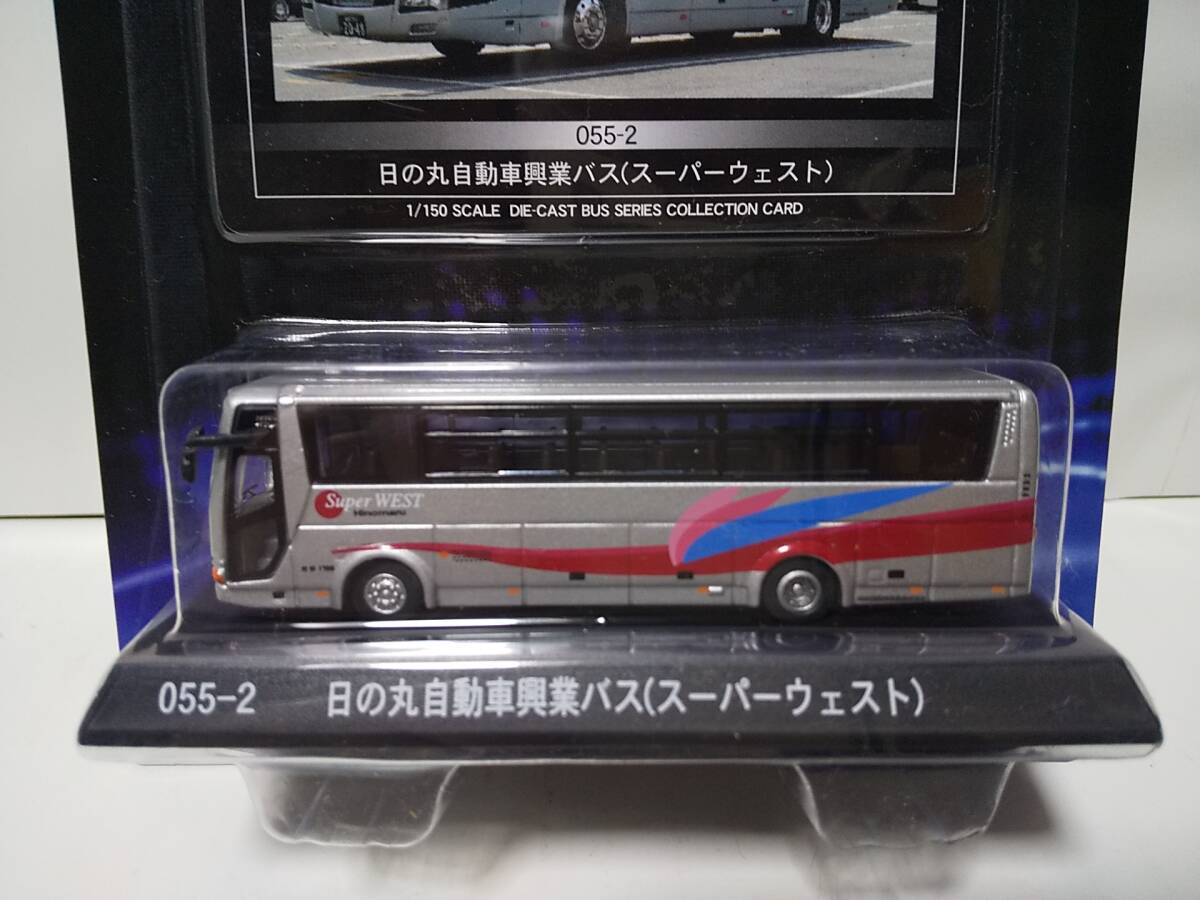 20-49
055-2
日の丸自動車興業バス(スーパーウェスト)
1/150 SCALE DIE-CAST BUS SERIES COLLECTION CARD
Super WEST
Hinomaru
055-2 日の丸自動車興業バス(スーパーウェスト)